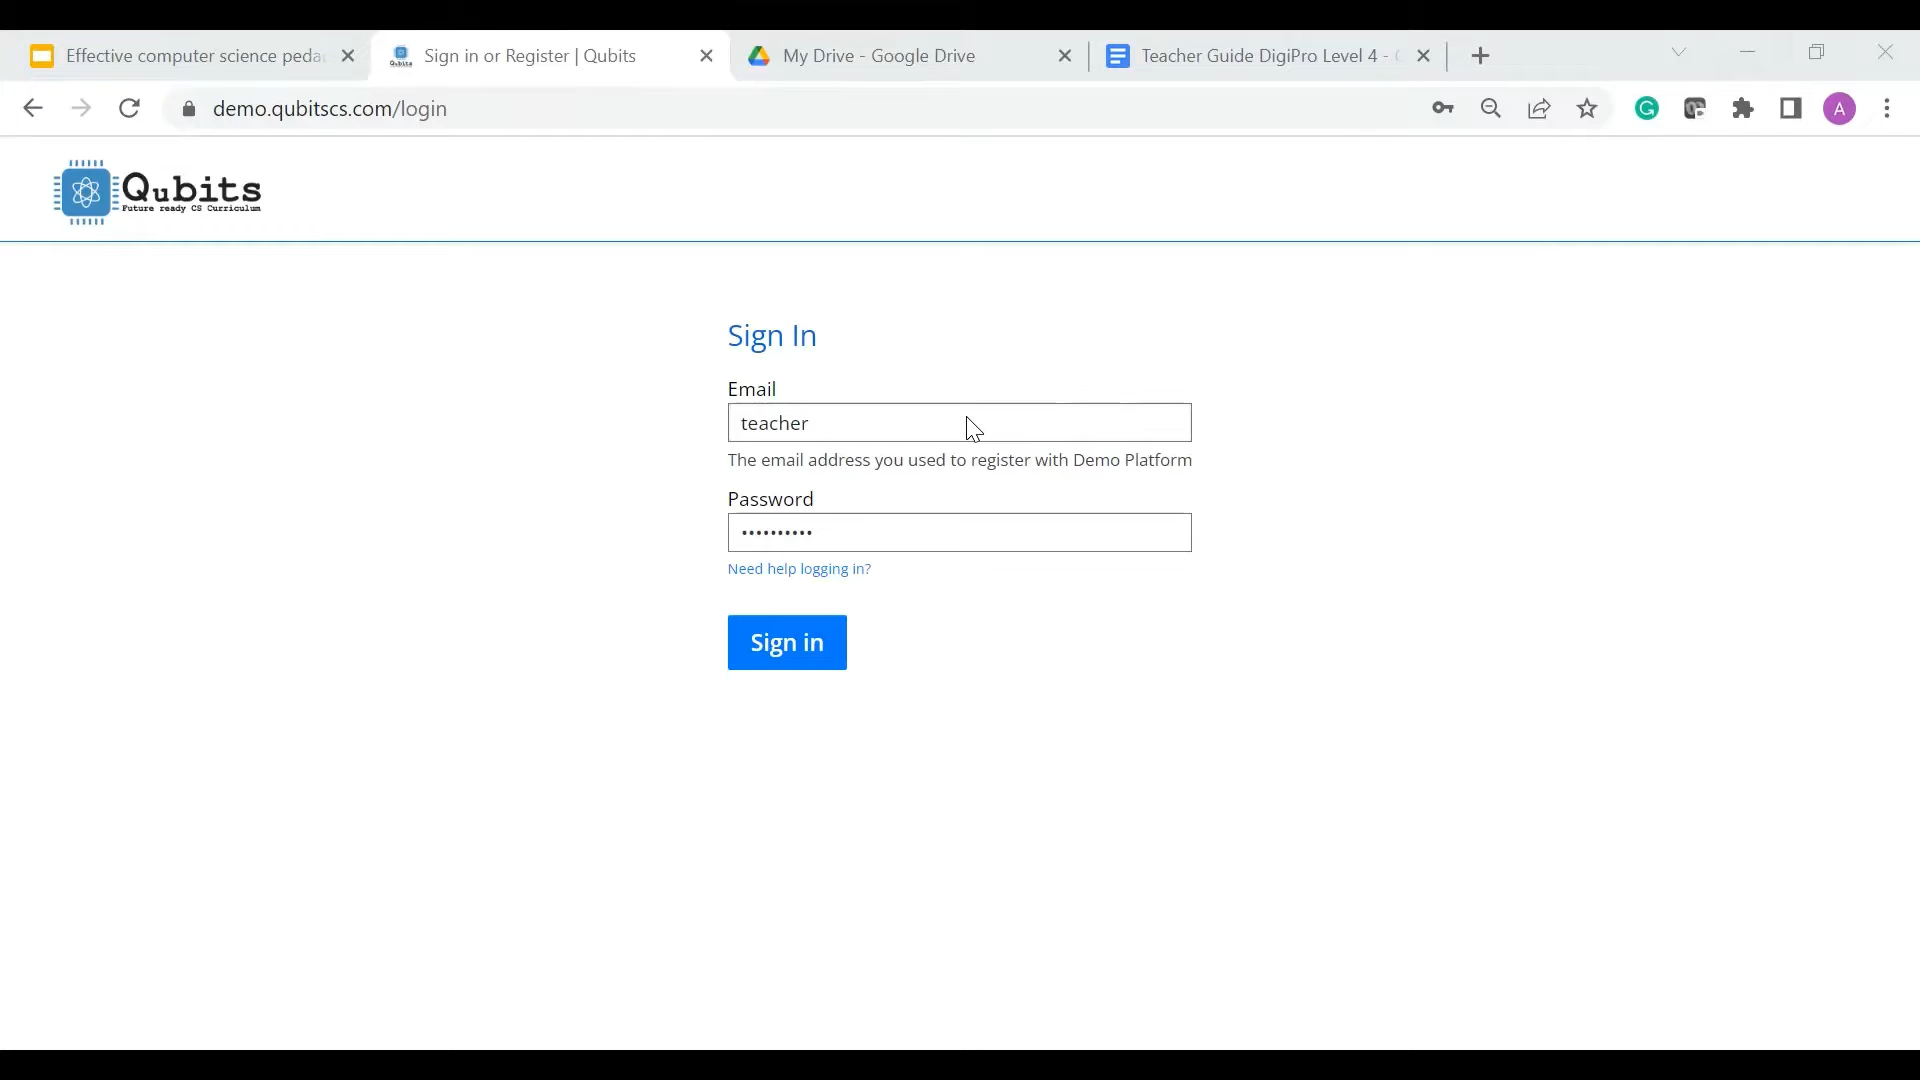 Effective computer science peda
Sign in or Register | Qubits
My Drive - Google Drive
Teacher Guide DigiPro Level 4 -
demo.qubitscs.com/login
G
A
Qubits
Future ready CS Curriculum
Sign In
Email
teacher
The email address you used to register with Demo Platform
Password
••••••••••
Need help logging in?
Sign in